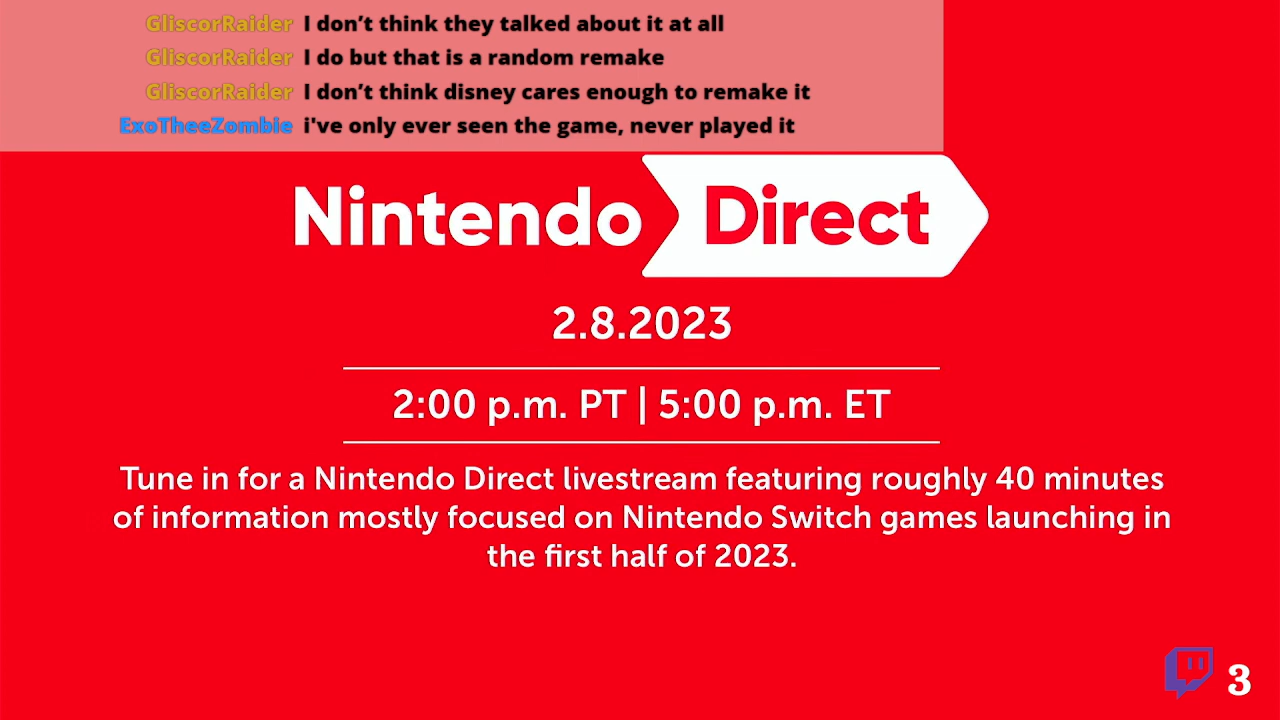 GliscorRaider I don’t think they talked about it at all
GliscorRaider I do but that is a random remake
GliscorRaider I don’t think disney cares enough to remake it
ExoTheeZombie i've only ever seen the game, never played it
Nintendo Direct
2.8.2023
2:00 p.m. PT | 5:00 p.m. ET
Tune in for a Nintendo Direct livestream featuring roughly 40 minutes
of information mostly focused on Nintendo Switch games launching in
the first half of 2023.
3